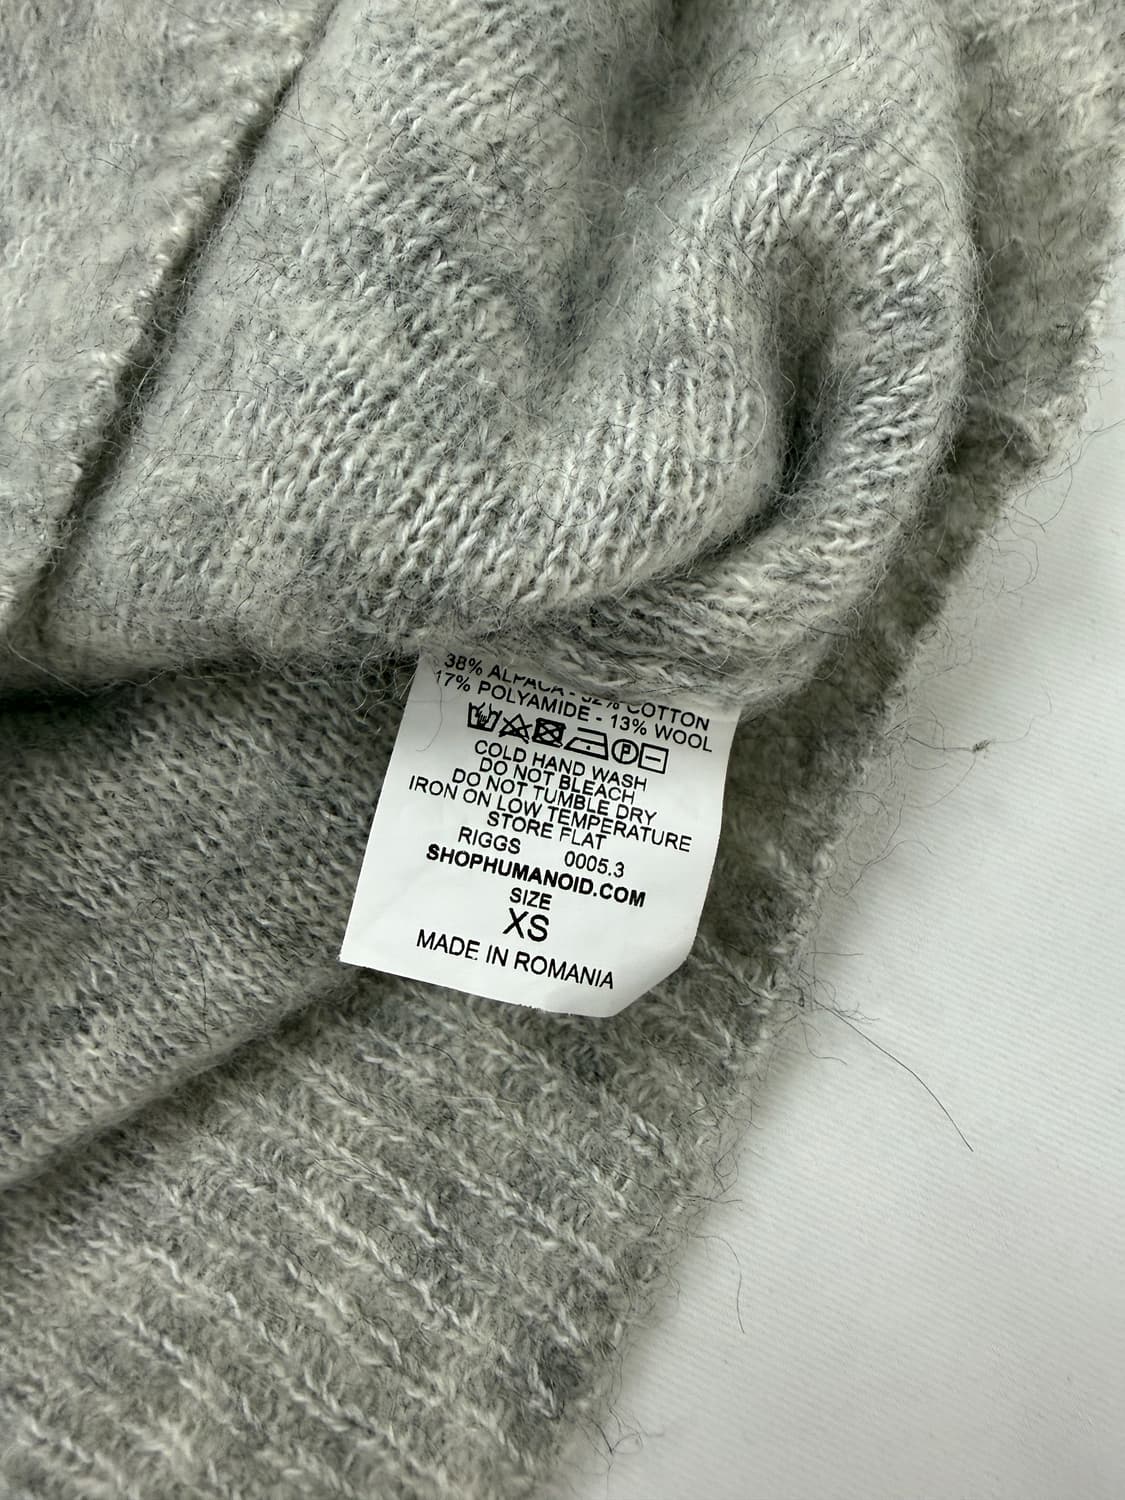 38% ALPACA - 32% COTTON
17% POLYAMIDE - 13% WOOL
P
COLD HAND WASH
DO NOT BLEACH
DO NOT TUMBLE DRY
IRON ON LOW TEMPERATURE
STORE FLAT
RIGGS 0005.3
SHOPHUMANOID.COM
SIZE
XS
MADE IN ROMANIA